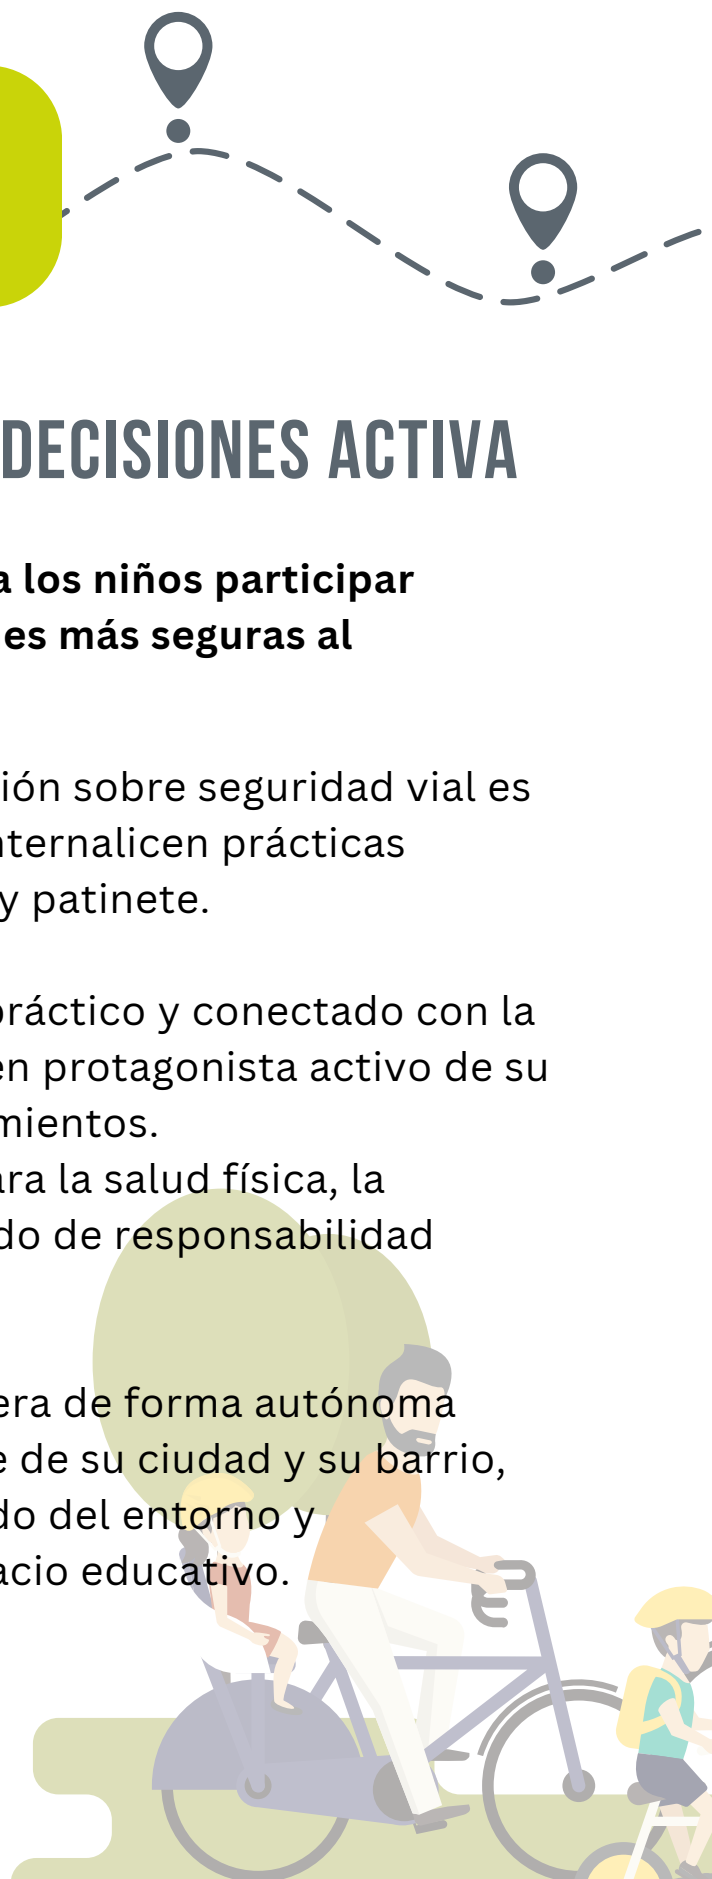 DECISIONES ACTIVA
a los niños participar
es más seguras al
ión sobre seguridad vial es
nternalicen prácticas
y patinete.
práctico y conectado con la
en protagonista activo de su
mientos.
ara la salud física, la
do de responsabilidad
era de forma autónoma
e de su ciudad y su barrio,
do del entorno y
acio educativo.